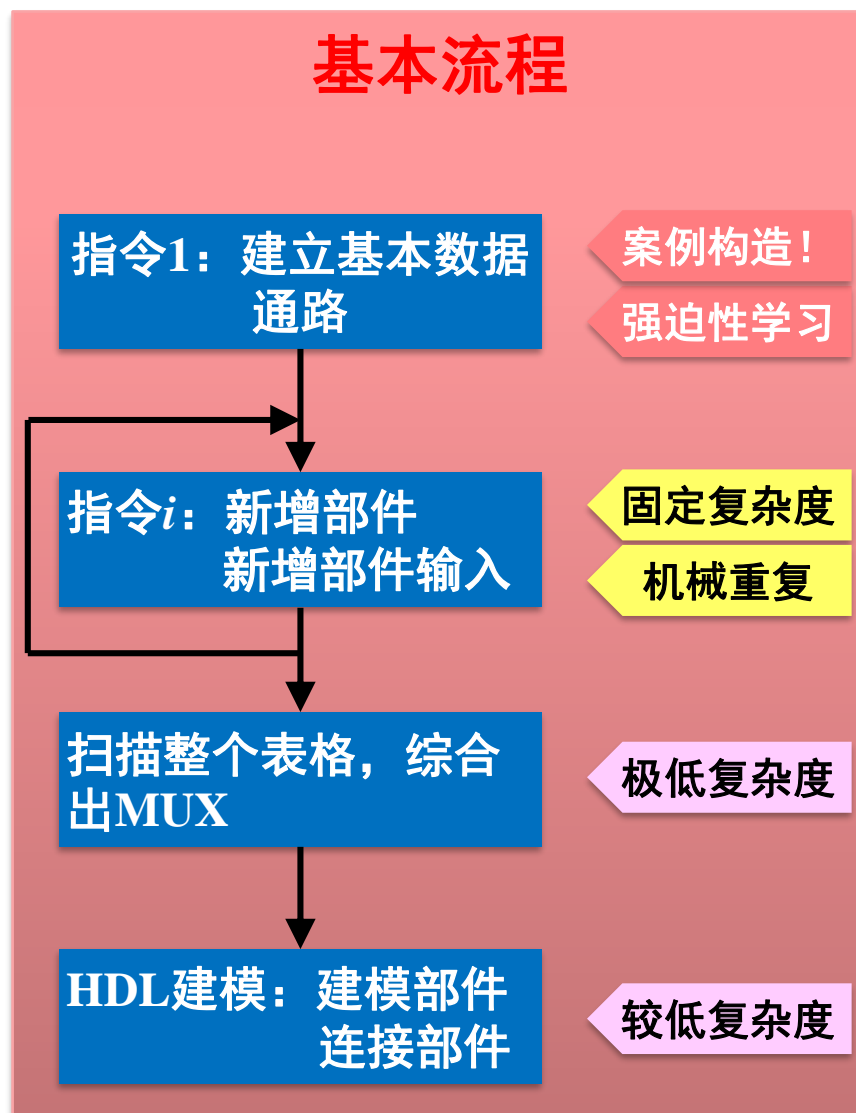 基本流程
指令1：建立基本数据
通路
案例构造！
强迫性学习
指令i：新增部件
新增部件输入
固定复杂度
机械重复
扫描整个表格，综合
出MUX
极低复杂度
HDL建模：建模部件
连接部件
较低复杂度